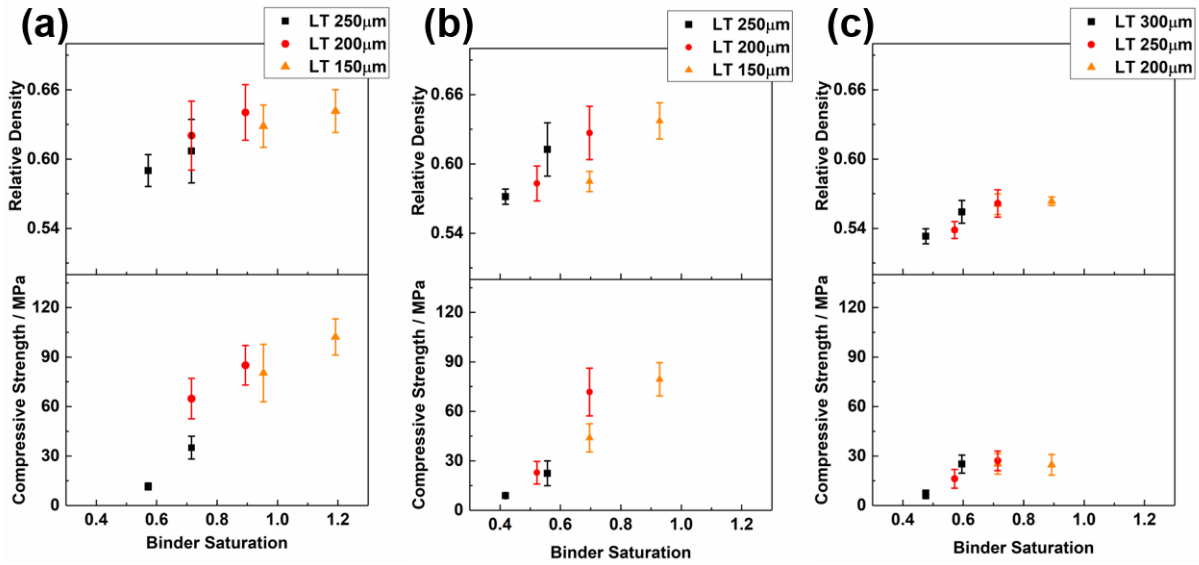 (a)
LT 250μm
LT 200μm
LT 150μm
0.66
0.60
0.54
Relative Density
120
90
60
30
0
Compressive Strength / MPa
0.4 0.6 0.8 1.0 1.2
Binder Saturation
(b)
LT 250μm
LT 200μm
LT 150μm
0.66
0.60
0.54
Relative Density
120
90
60
30
0
Compressive Strength / MPa
0.4 0.6 0.8 1.0 1.2
Binder Saturation
(c)
LT 300μm
LT 250μm
LT 200μm
0.66
0.60
0.54
Relative Density
120
90
60
30
0
Compressive Strength / MPa
0.4 0.6 0.8 1.0 1.2
Binder Saturation